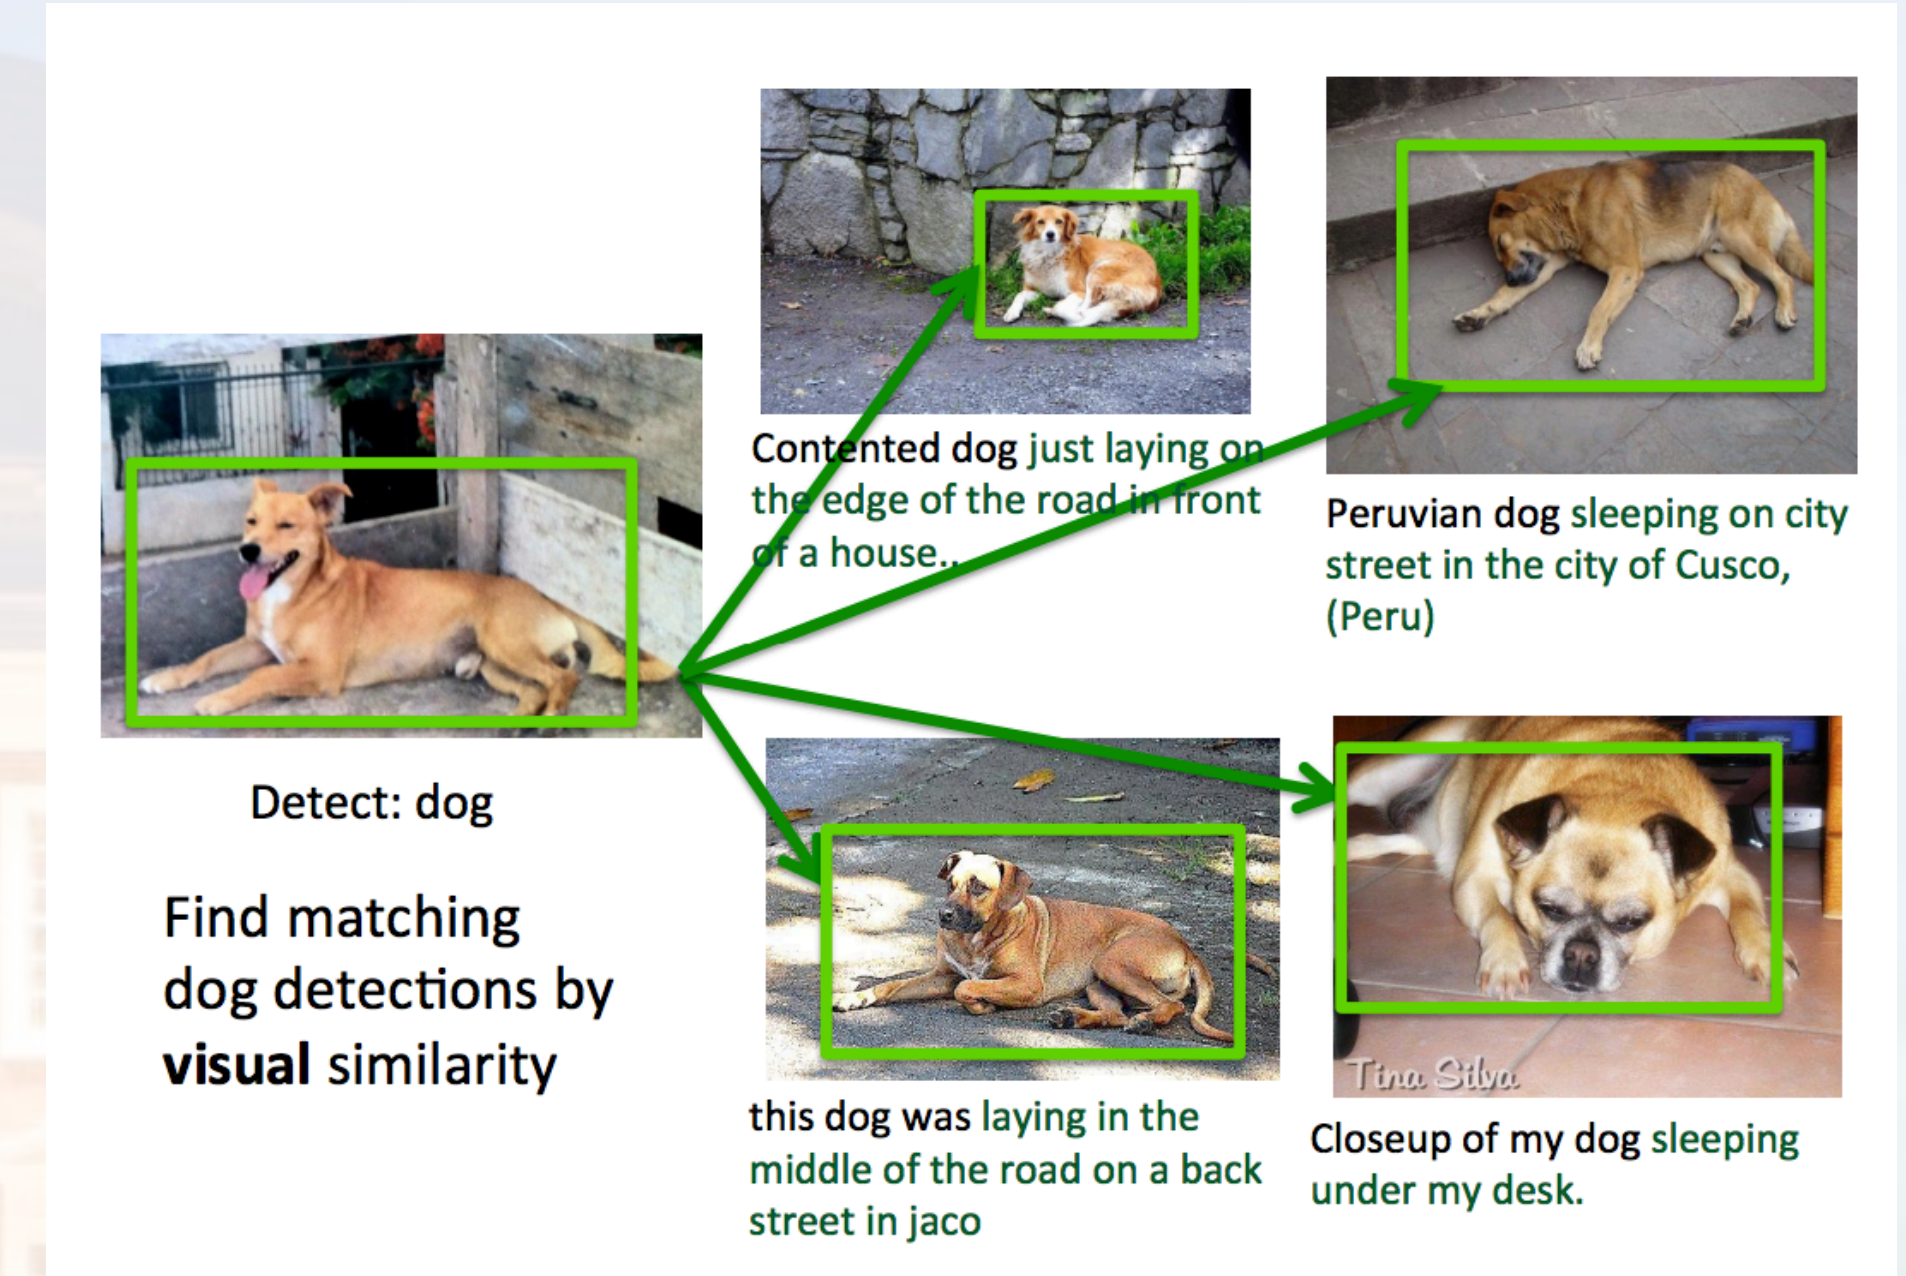 Detect: dog
Find matching
dog detections by
visual similarity
Contented dog just laying on
the edge of the road in front
of a house..
Peruvian dog sleeping on city
street in the city of Cusco,
(Peru)
this dog was laying in the
middle of the road on a back
street in jaco
Tina Silva
Closeup of my dog sleeping
under my desk.